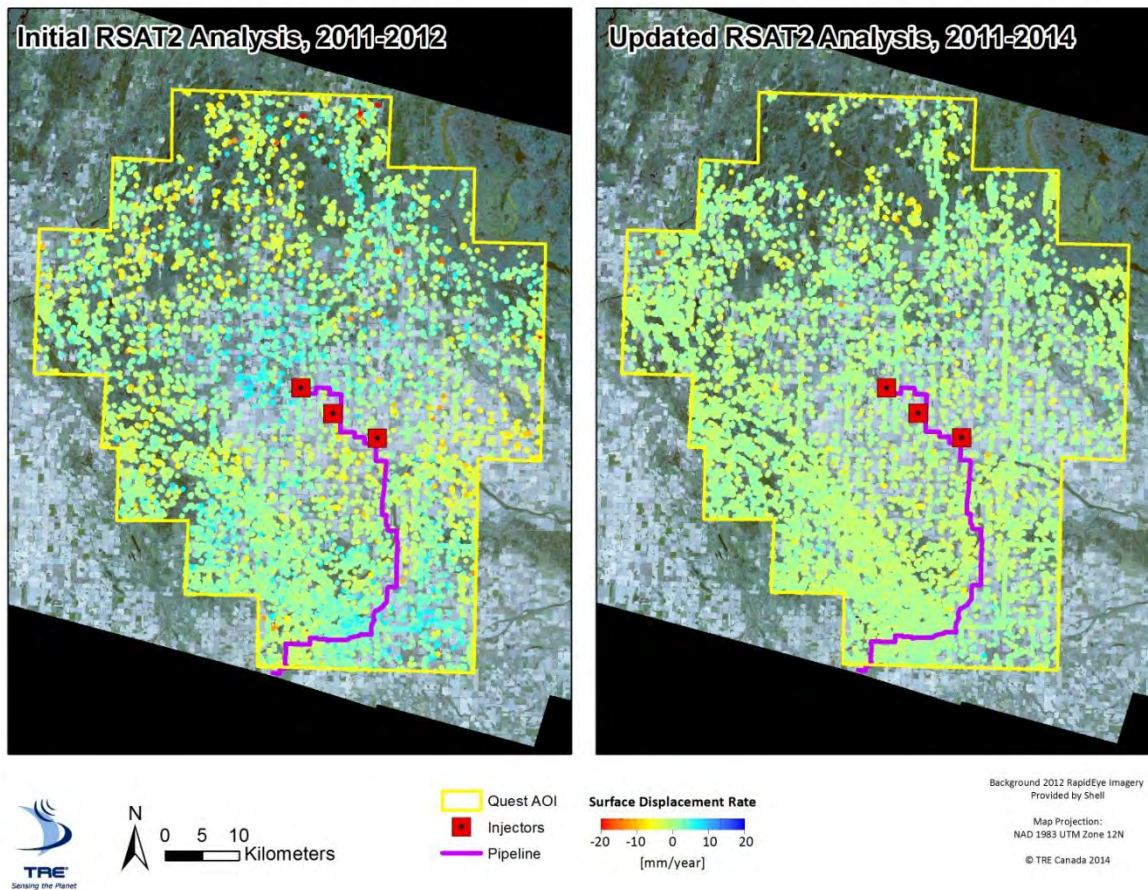 Initial RSAT2 Analysis, 2011-2012
Updated RSAT2 Analysis, 2011-2014
TRE
Sensing the Planet
N
0 5 10
Kilometers
Quest AOI
Injectors
Pipeline
Surface Displacement Rate
-20 -10 0 10 20
[mm/year]
Background 2012 RapidEye Imagery
Provided by Shell
Map Projection:
NAD 1983 UTM Zone 12N
© TRE Canada 2014